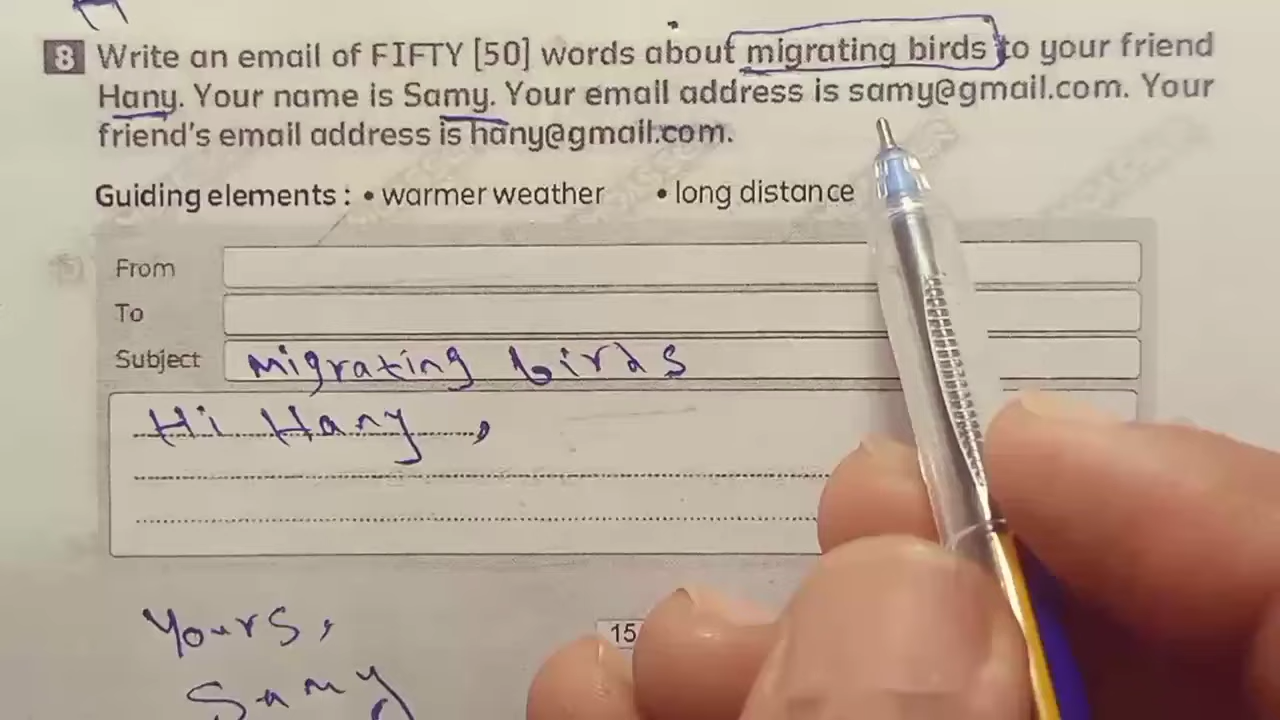 8 Write an email of FIFTY [50] words about migrating birds to your friend
Hany. Your name is Samy. Your email address is samy@gmail.com. Your
friend's email address is hany@gmail.com.
Guiding elements : • warmer weather • long distance
From
To
Subject Migrating birds
Hi Hany,
Yours,
15
Samy